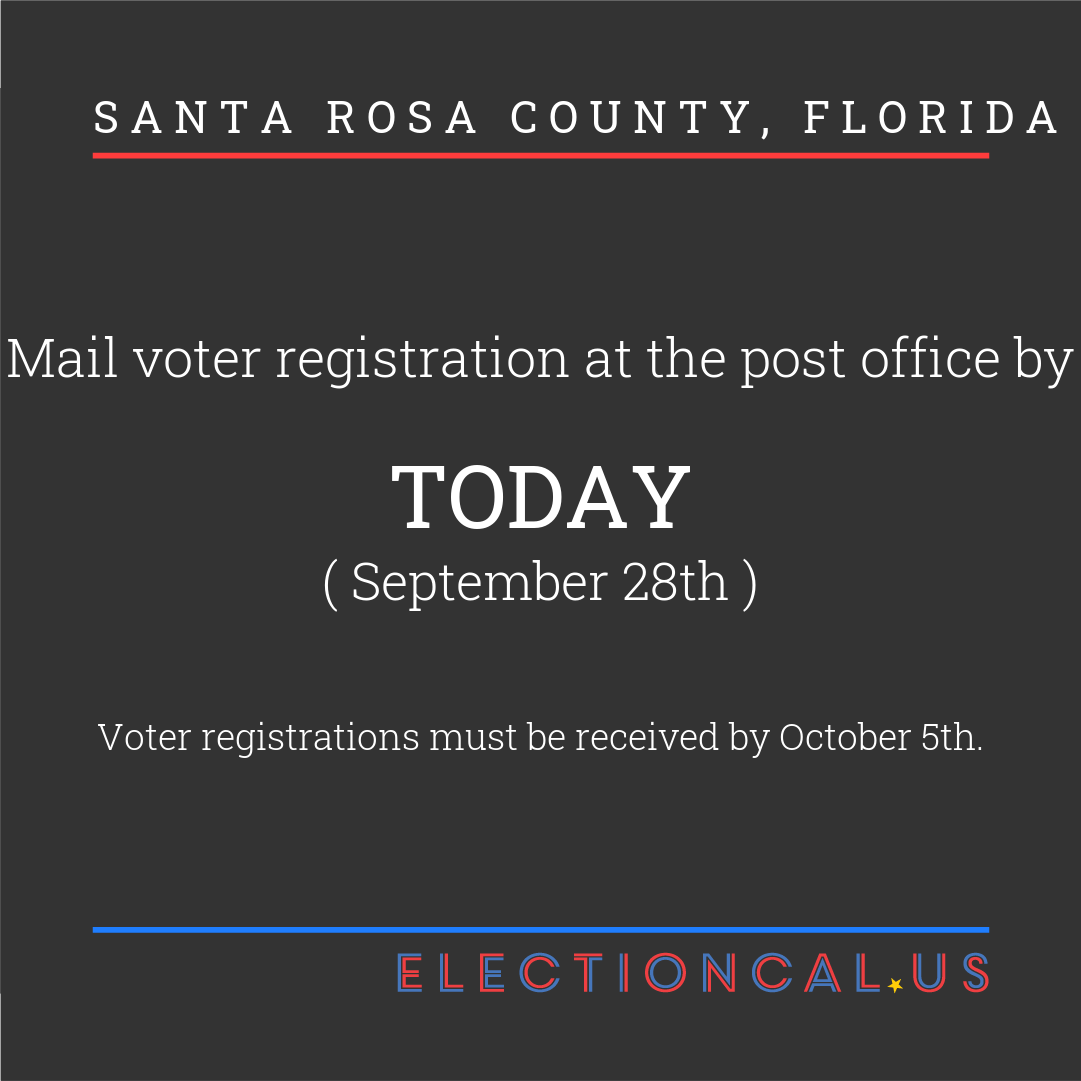 SANTA ROSA COUNTY, FLORIDA
Mail voter registration at the post office by
TODAY
( September 28th )
Voter registrations must be received by October 5th.
ELECTIONCAL.US